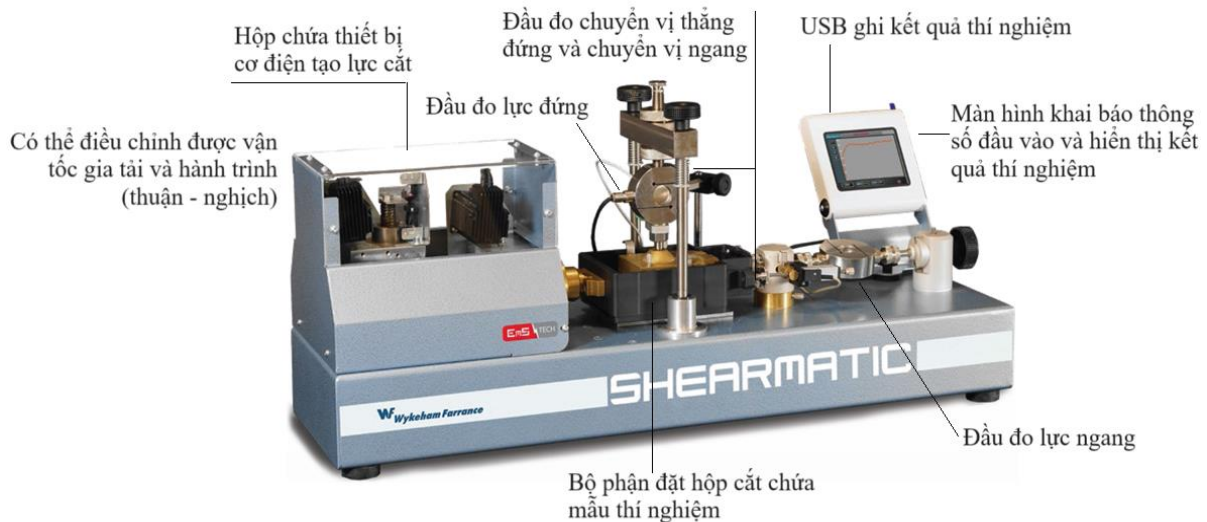 Hộp chứa thiết bị
cơ điện tạo lực cắt
Đầu đo chuyển vị thẳng
đứng và chuyển vị ngang
USB ghi kết quả thí nghiệm
Đầu đo lực đứng
Có thể điều chỉnh được vận
tốc gia tải và hành trình
(thuận - nghịch)
Màn hình khai báo thông
số đầu vào và hiển thị kết
quả thí nghiệm
EmS TECH
SHEARMATIC
WF Wykeham Farrance
Đầu đo lực ngang
Bộ phận đặt hộp cắt chứa
mẫu thí nghiệm